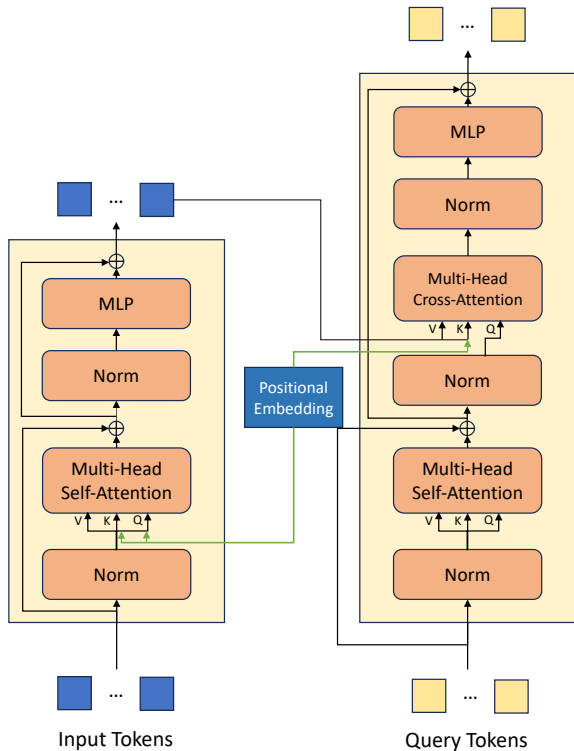 ... ...
MLP
Norm
Multi-Head
Cross-Attention
V K Q
Norm
Multi-Head
Self-Attention
V K Q
Norm
...
Query Tokens
MLP
Norm
Multi-Head
Self-Attention
V K Q
Norm
...
Input Tokens
Positional
Embedding